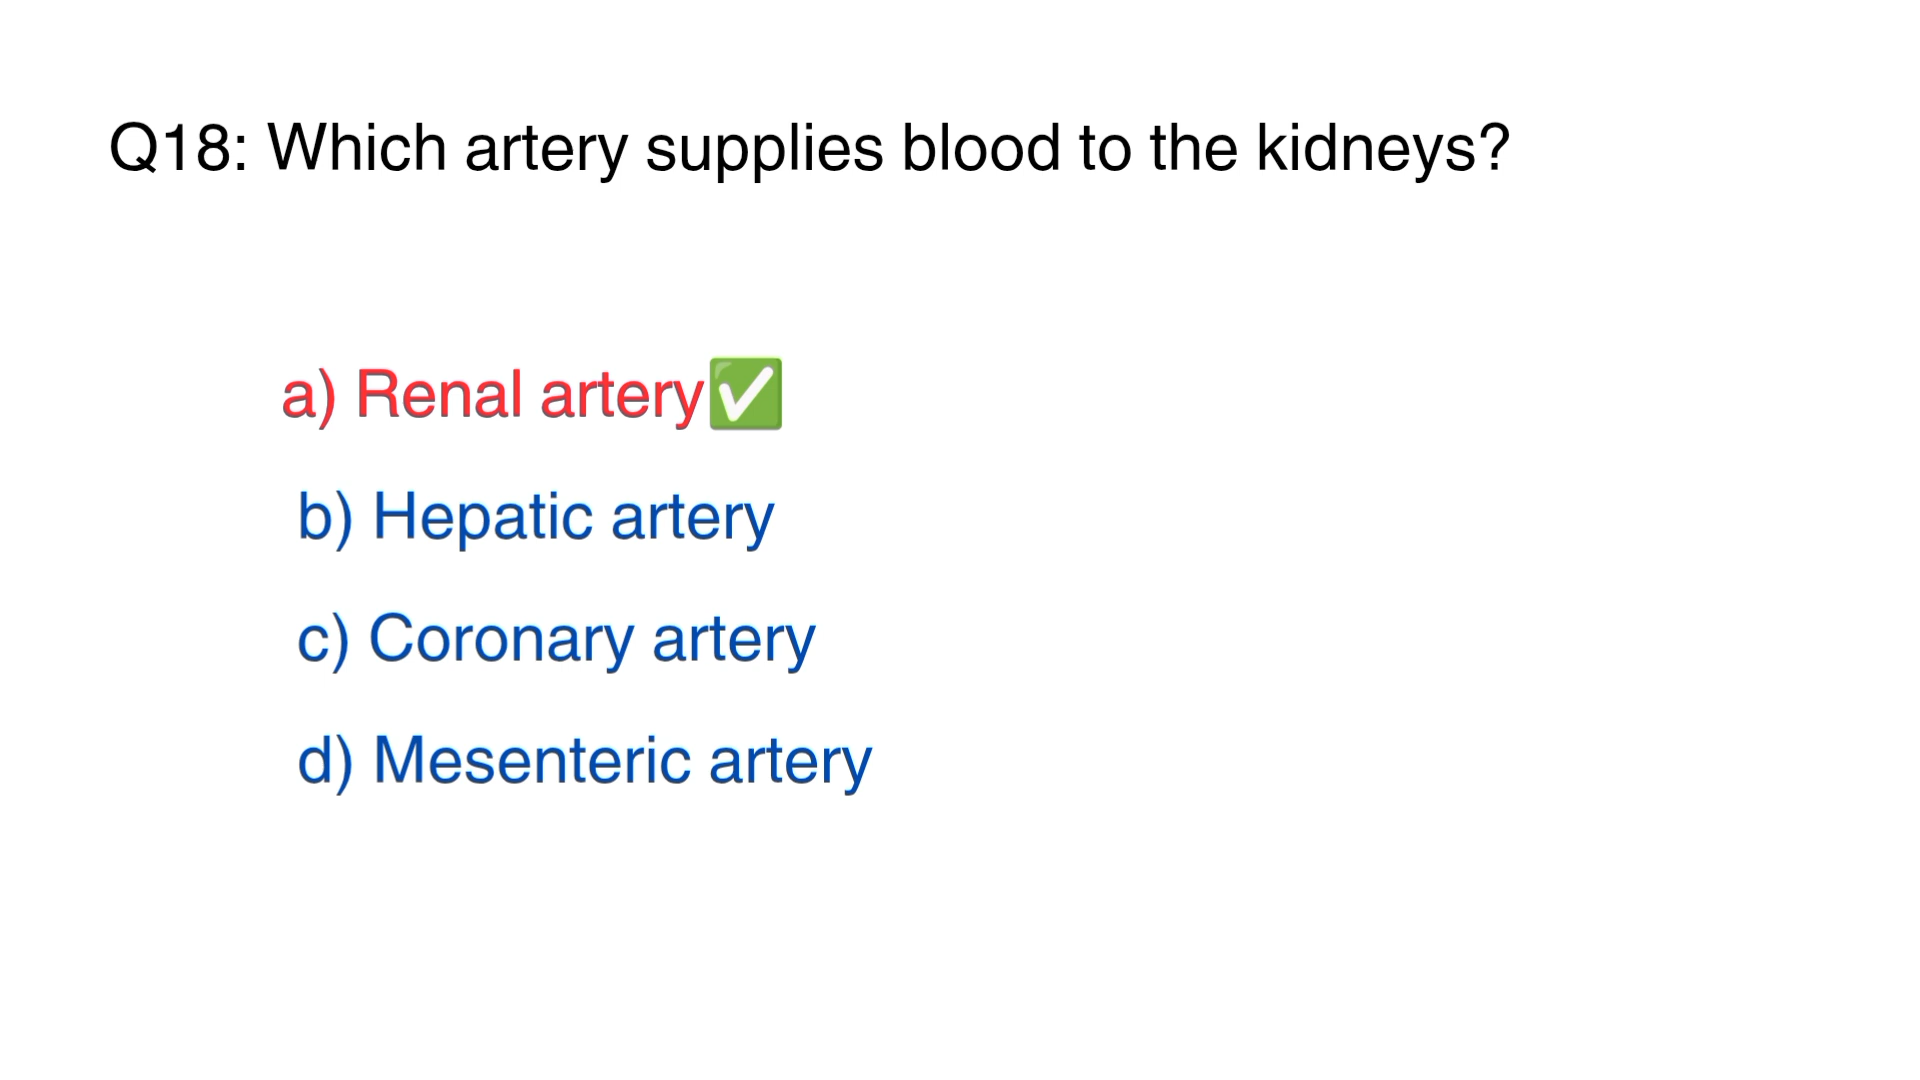 Q18: Which artery supplies blood to the kidneys?
a) Renal artery✅
b) Hepatic artery
c) Coronary artery
d) Mesenteric artery